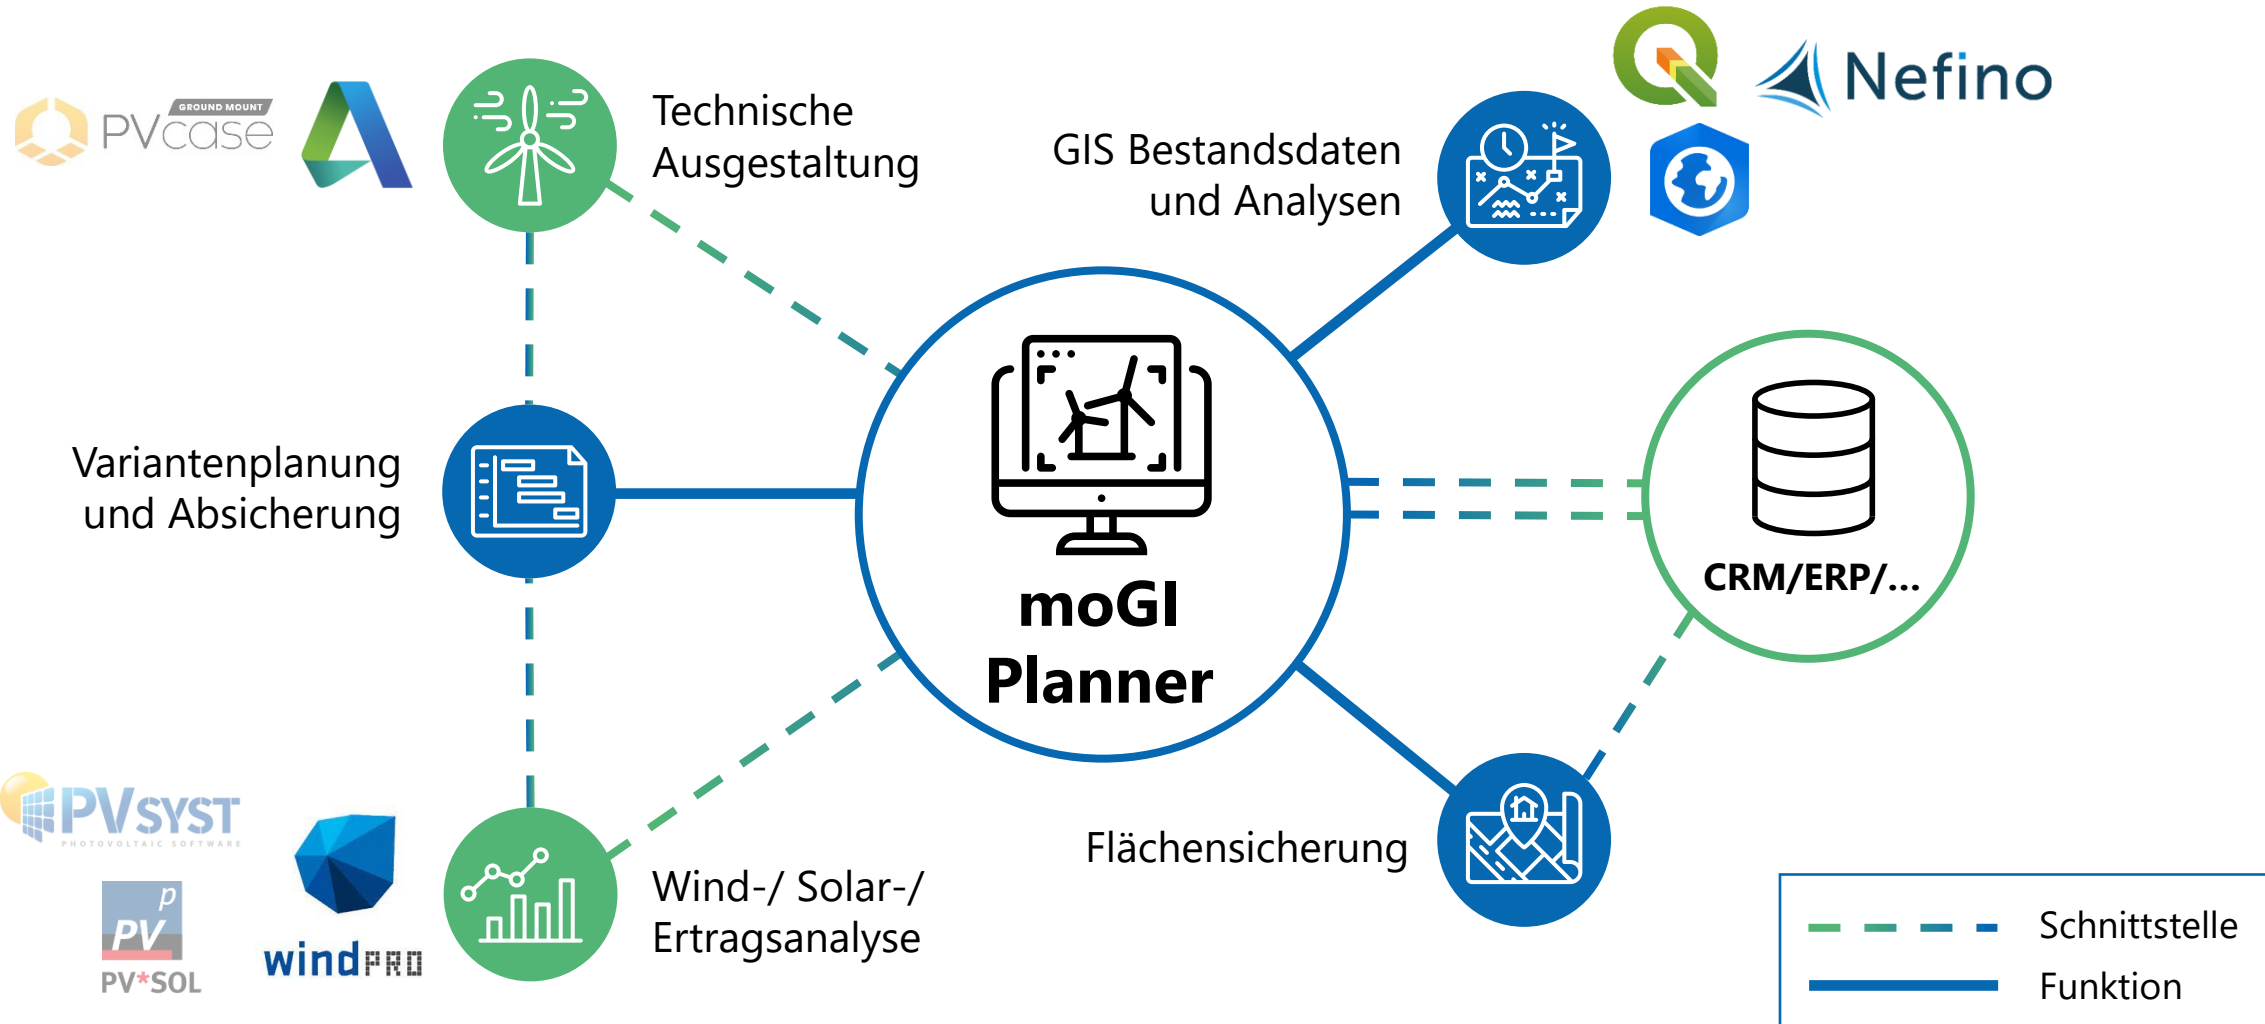 GROUND MOUNT
PVcase
Technische
Ausgestaltung
GIS Bestandsdaten
und Analysen
Nefino
Variantenplanung
und Absicherung
moGI
Planner
CRM/ERP/...
PVSYST
PHOTOVOLTAIC SOFTWARE
p
PV
PV*SOL
windPRO
Wind-/ Solar-/
Ertragsanalyse
Flächensicherung
Schnittstelle
Funktion